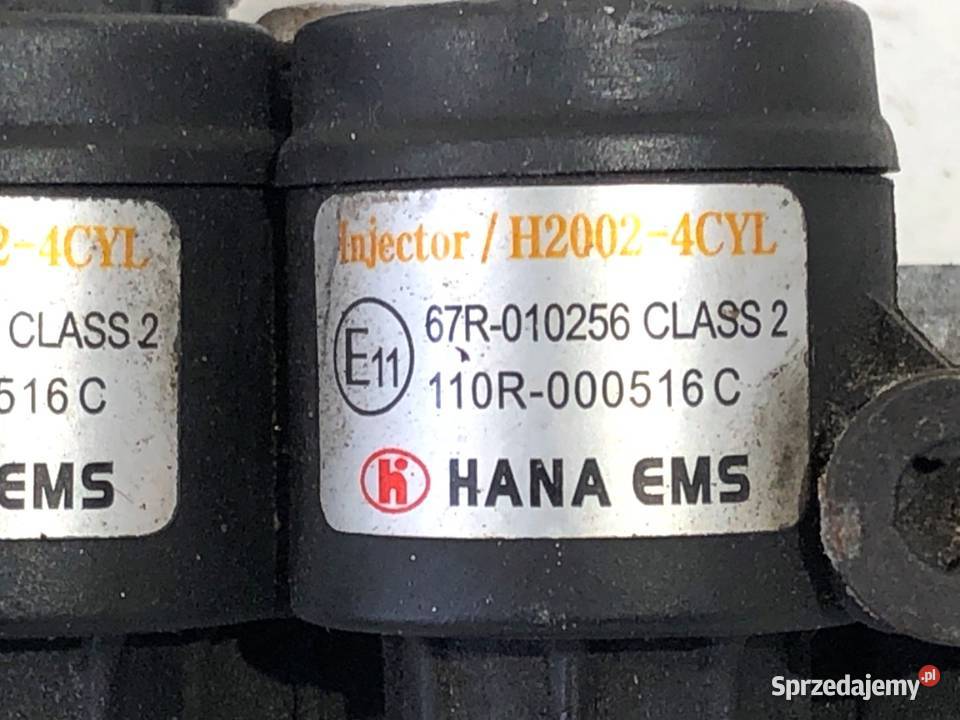 2-4CYL
CLASS 2
516 C
EMS
Injector / H2002-4CYL
E11
67R-010256 CLASS 2
110R-000516 C
h HANA EMS
Sprzedajemy.pl